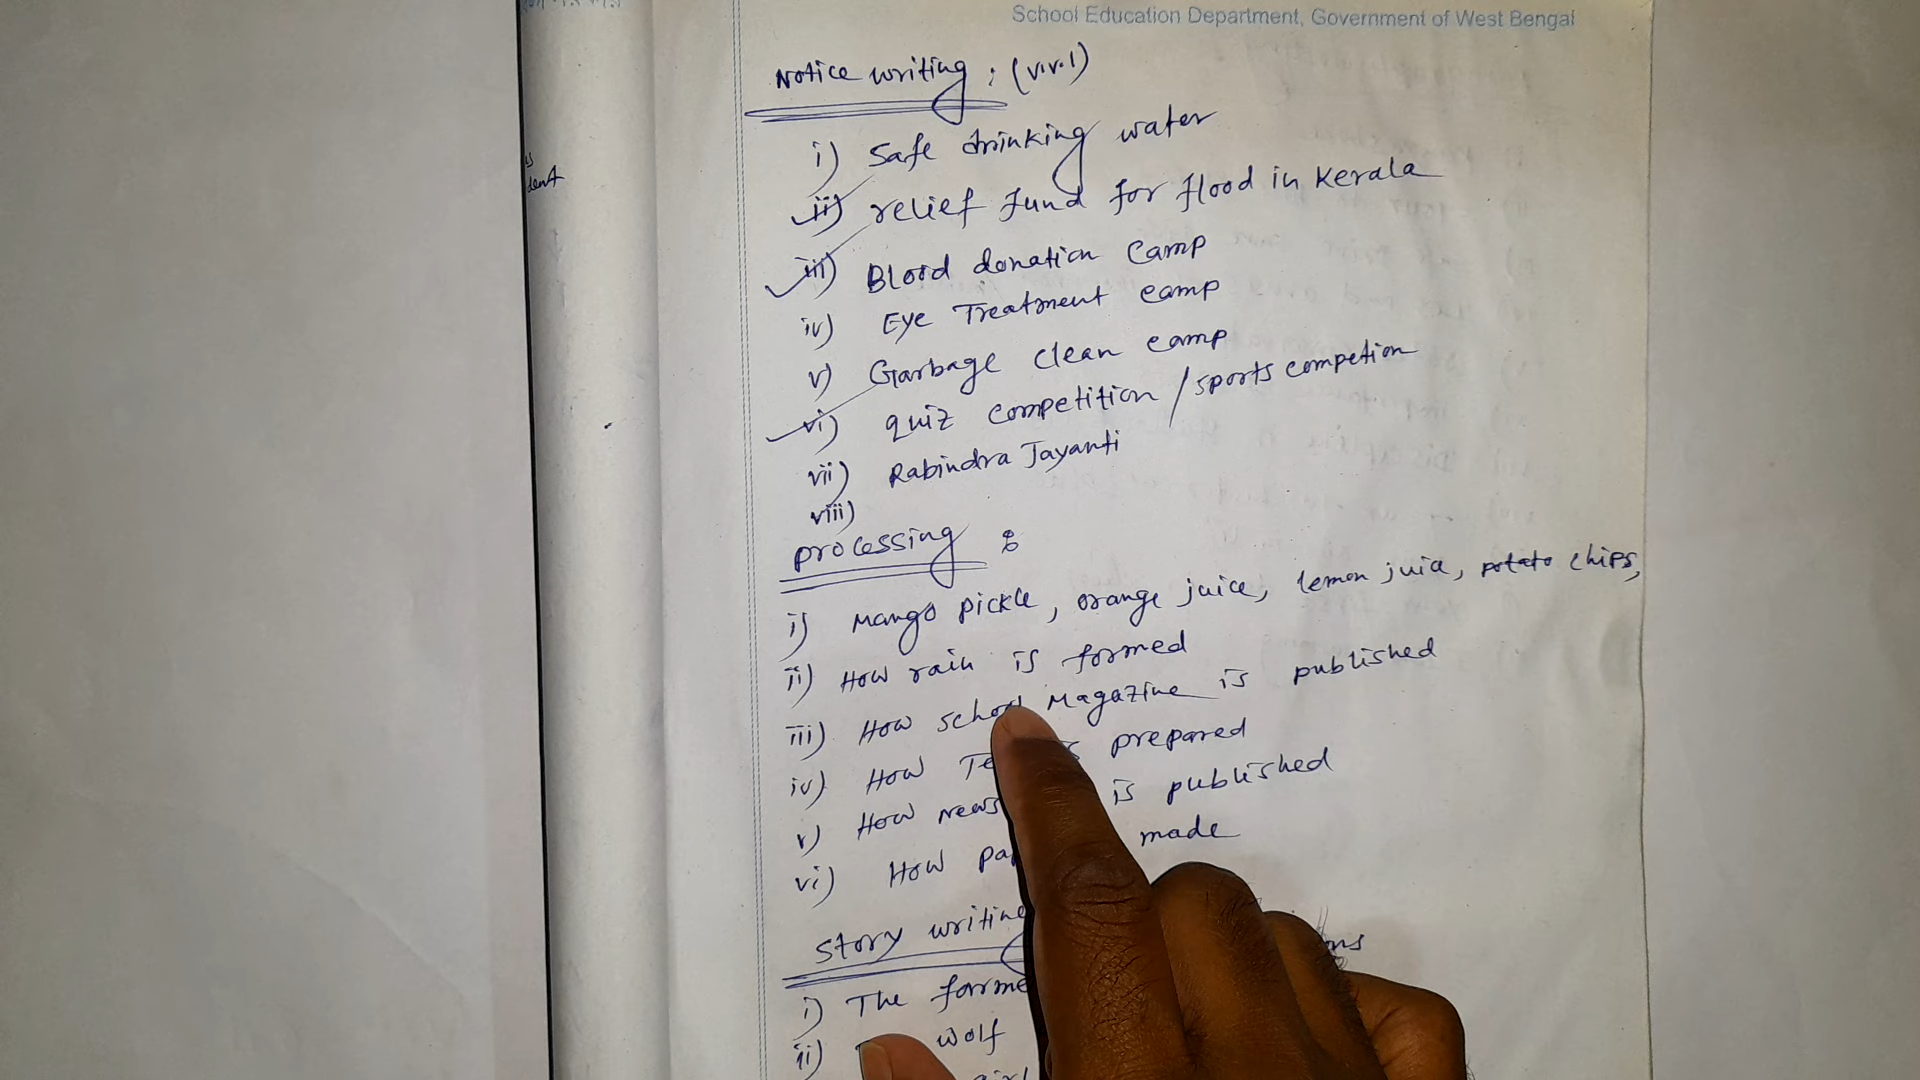 School Education Department, Government of West Bengal
Notice writing : (v.v.I)
i) Safe drinking water
ii) relief fund for flood in Kerala
iii) Blood donation camp
iv) Eye Treatment camp
v) Garbage clean camp
vi) quiz competition / sports competion
vii) Rabindra Jayanti
viii)
processing :
i) Mango pickle, orange juice, lemon juice, potato chips,
ii) How rain is formed
iii) How school Magazine is published
iv) How prepared
v) How news is published
vi) How made
Story writing
i) The
ii) wolf